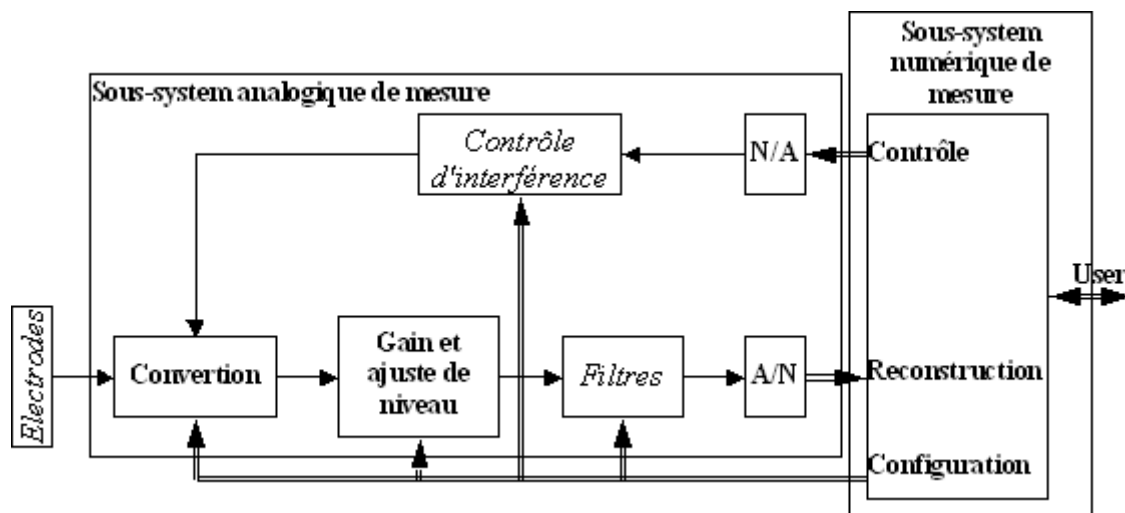 Sous-system
numérique de
mesure
Sous-system analogique de mesure
Contrôle
d'interférence
N/A
Contrôle
User
Electrodes
Convertion
Gain et
ajuste de
niveau
Filtres
A/N
Reconstruction
Configuration